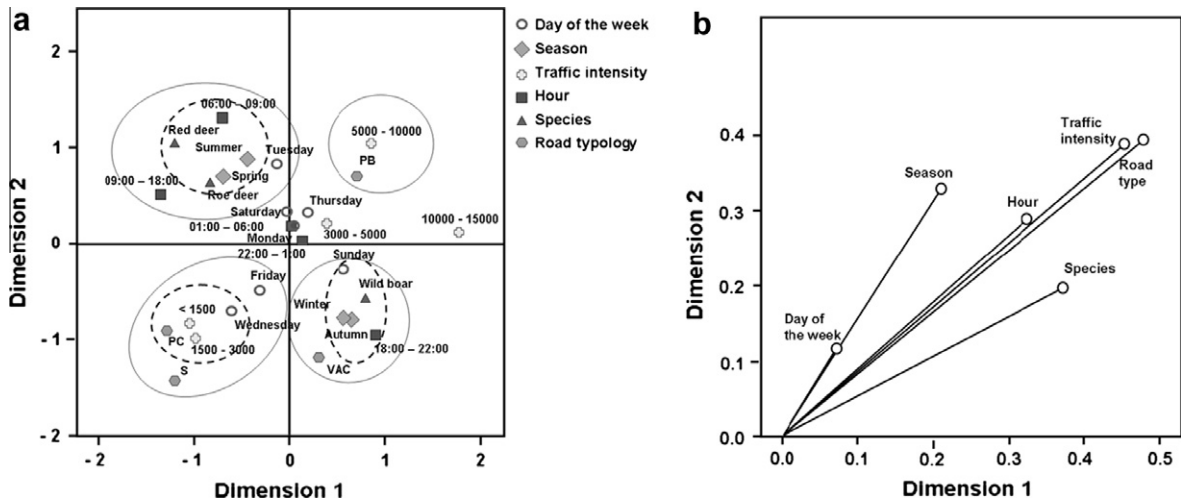 a
Day of the week
Season
Traffic intensity
Hour
Species
Road typology
2
1
0
- 1
- 2
Dimension 2
06:00 – 09:00
Red deer
Summer
Tuesday
Spring
09:00 – 18:00
Roe deer
5000 - 10000
PB
Saturday
Thursday
01:00 – 06:00
3000 - 5000
10000 - 15000
Monday
22:00 – 1:00
Sunday
Friday
Wild boar
Winter
< 1500
Wednesday
PC
1500 - 3000
Autumn
18:00 – 22:00
S
VAC
- 2
- 1
0
1
2
Dimension 1
b
0.4
0.3
0.2
0.1
0.0
Dimension 2
Traffic
intensity
Road
type
Season
Hour
Species
Day of
the week
0.0
0.1
0.2
0.3
0.4
0.5
Dimension 1